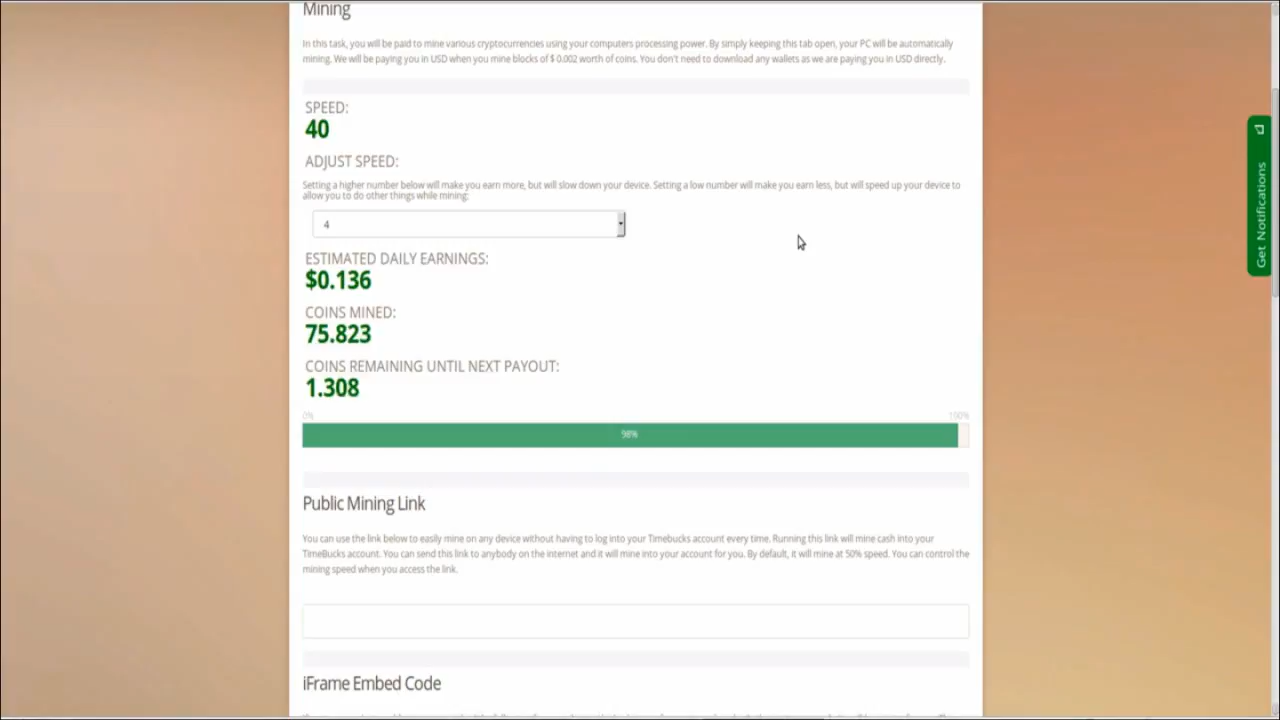 Mining
In this task, you will be paid to mine various cryptocurrencies using your computers processing power. By simply keeping this tab open, your PC will be automatically
mining. We will be paying you in USD when you mine blocks of $ 0.002 worth of coins. You don't need to download any wallets as we are paying you in USD directly.
SPEED:
40
ADJUST SPEED:
Setting a higher number below will make you earn more, but will slow down your device. Setting a low number will make you earn less, but will speed up your device to
allow you to do other things while mining:
4
ESTIMATED DAILY EARNINGS:
$0.136
COINS MINED:
75.823
COINS REMAINING UNTIL NEXT PAYOUT:
1.308
0% 100%
98%
Public Mining Link
You can use the link below to easily mine on any device without having to log into your Timebucks account every time. Running this link will mine cash into your
TimeBucks account. You can send this link to anybody on the internet and it will mine into your account for you. By default, it will mine at 50% speed. You can control the
mining speed when you access the link.
iFrame Embed Code
Get Notifications